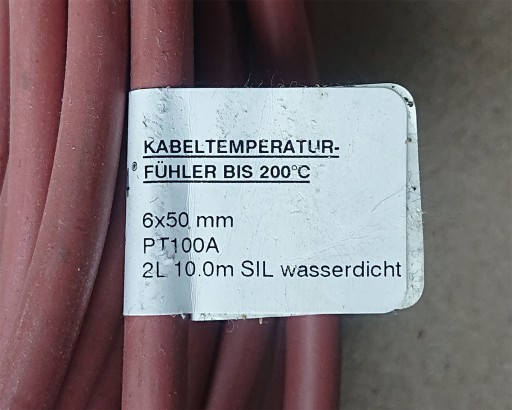 KABELTEMPERATUR-
FÜHLER BIS 200°C
6x50 mm
PT100A
2L 10.0m SIL wasserdicht